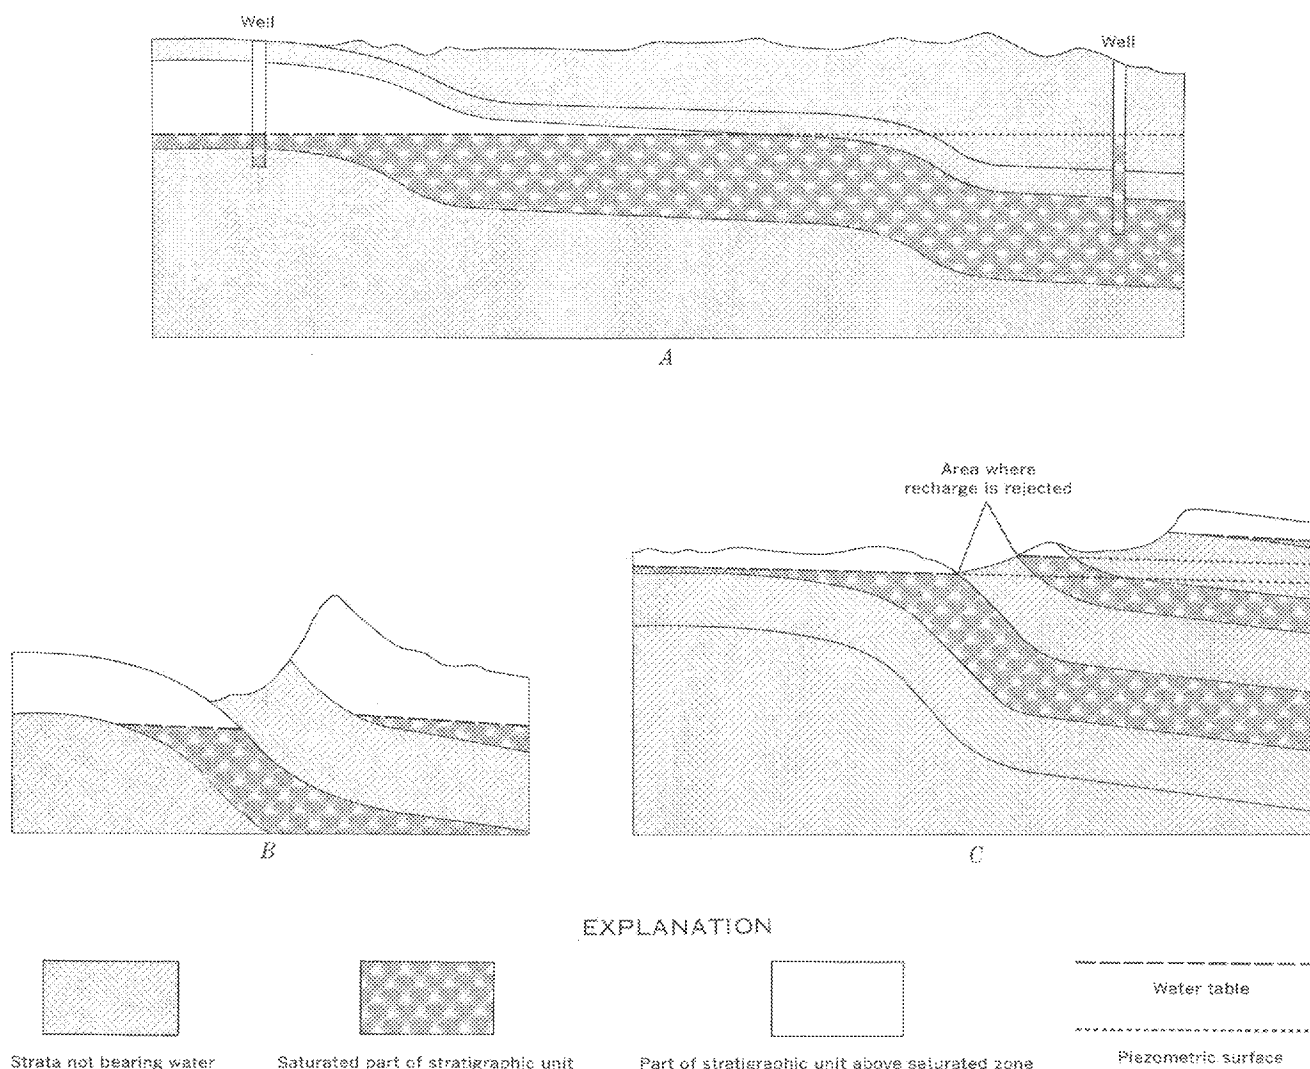 Well
Well
A
Area where
recharge is rejected
B
C
EXPLANATION
Water table
Strata not bearing water
Saturated part of stratigraphic unit
Part of stratigraphic unit above saturated zone
Piezometric surface